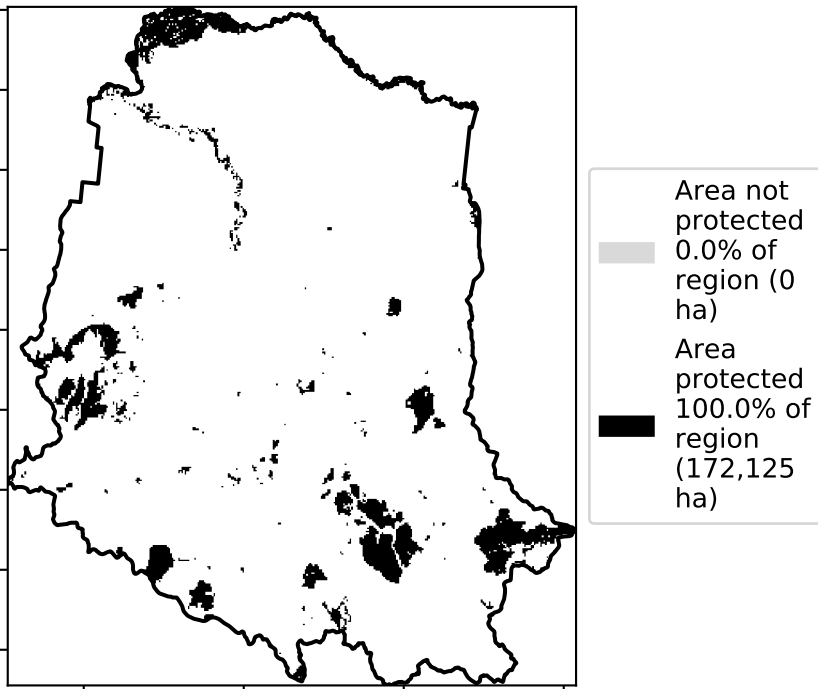 Area not
protected
0.0% of
region (0
ha)
Area
protected
100.0% of
region
(172,125
ha)